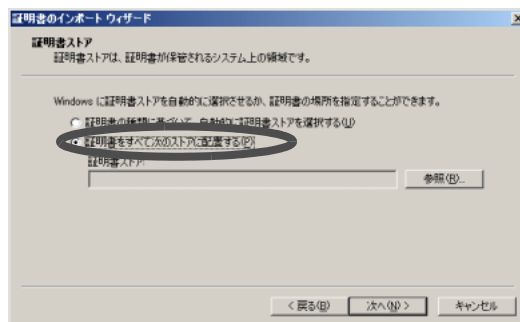 証明書のインポート ウィザード
証明書ストア
証明書ストアは、証明書が保管されるシステム上の領域です。
Windows に証明書ストアを自動的に選択させるか、証明書の場所を指定することができます。
証明書の種類に基づいて、自動的に証明書ストアを選択する(U)
証明書をすべて次のストアに配置する(P)
証明書ストア:
参照(R)...
< 戻る(B)
次へ(N) >
キャンセル